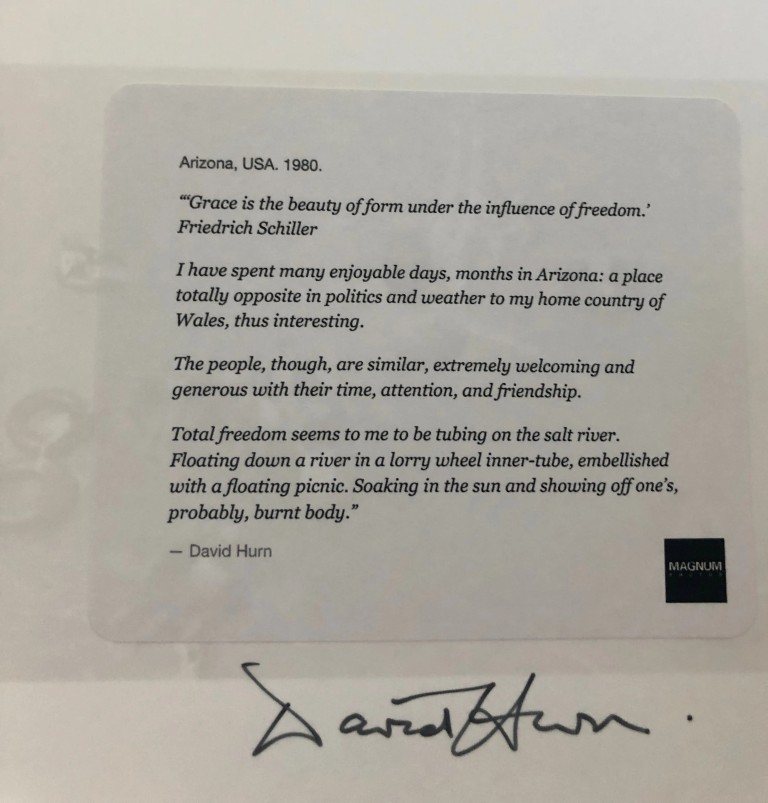 Arizona, USA. 1980.
“‘Grace is the beauty of form under the influence of freedom.’
Friedrich Schiller
I have spent many enjoyable days, months in Arizona: a place
totally opposite in politics and weather to my home country of
Wales, thus interesting.
The people, though, are similar, extremely welcoming and
generous with their time, attention, and friendship.
Total freedom seems to me to be tubing on the salt river.
Floating down a river in a lorry wheel inner-tube, embellished
with a floating picnic. Soaking in the sun and showing off one’s,
probably, burnt body.”
— David Hurn
MAGNUM
PHOTOS
David Hurn.